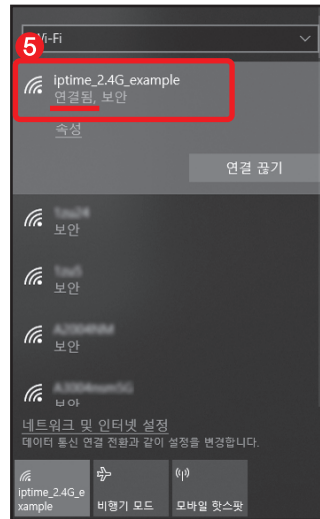 5
Wi-Fi
iptime_2.4G_example
연결됨, 보안
속성
연결 끊기
보안
보안
보안
보안
네트워크 및 인터넷 설정
데이터 통신 연결 전환과 같이 설정을 변경합니다.
iptime_2.4G_e
xample
비행기 모드
모바일 핫스팟